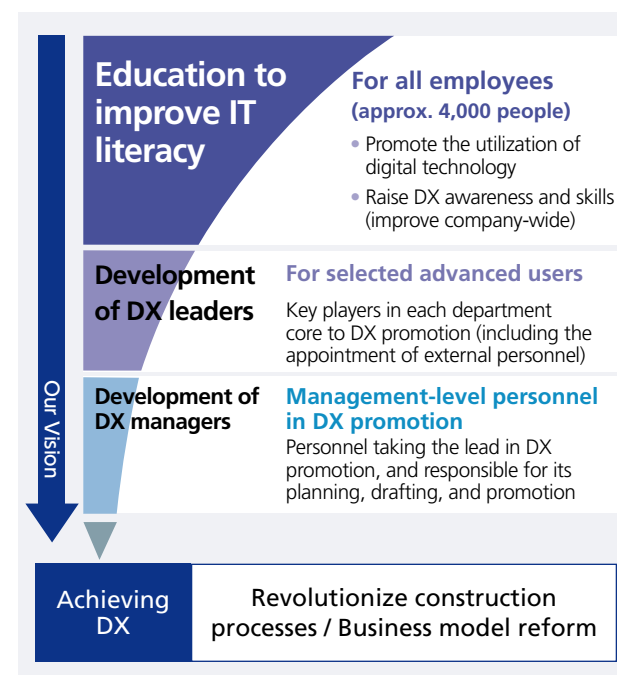 Education to
improve IT
literacy
For all employees
(approx. 4,000 people)
• Promote the utilization of
digital technology
• Raise DX awareness and skills
(improve company-wide)
Development
of DX leaders
For selected advanced users
Key players in each department
core to DX promotion (including the
appointment of external personnel)
Development of
DX managers
Management-level personnel
in DX promotion
Personnel taking the lead in DX
promotion, and responsible for its
planning, drafting, and promotion
Our Vision
Achieving
DX
Revolutionize construction
processes / Business model reform